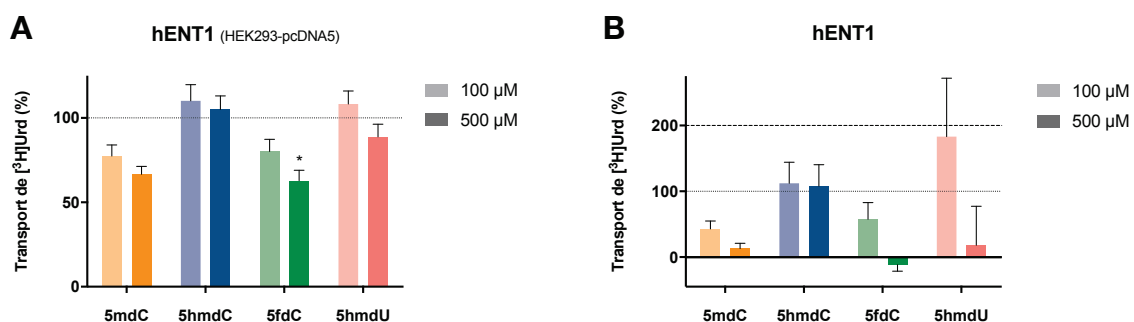 A
hENT1 (HEK293-pcDNA5)
Transport de [³H]Urd (%)
100
50
0
5mdC 5hmdC 5fdC 5hmdU
*
100 µM
500 µM
B
hENT1
Transport de [³H]Urd (%)
200
100
0
5mdC 5hmdC 5fdC 5hmdU
100 µM
500 µM